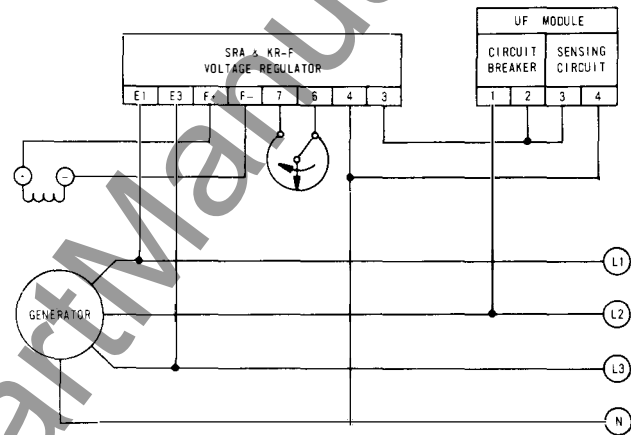 UF MODULE
SRA & KR-F
VOLTAGE REGULATOR
CIRCUIT BREAKER
SENSING CIRCUIT
E1 E3 F+ F- 7 6 4 3
1 2 3 4
+ -
L1
GENERATOR
L2
L3
N